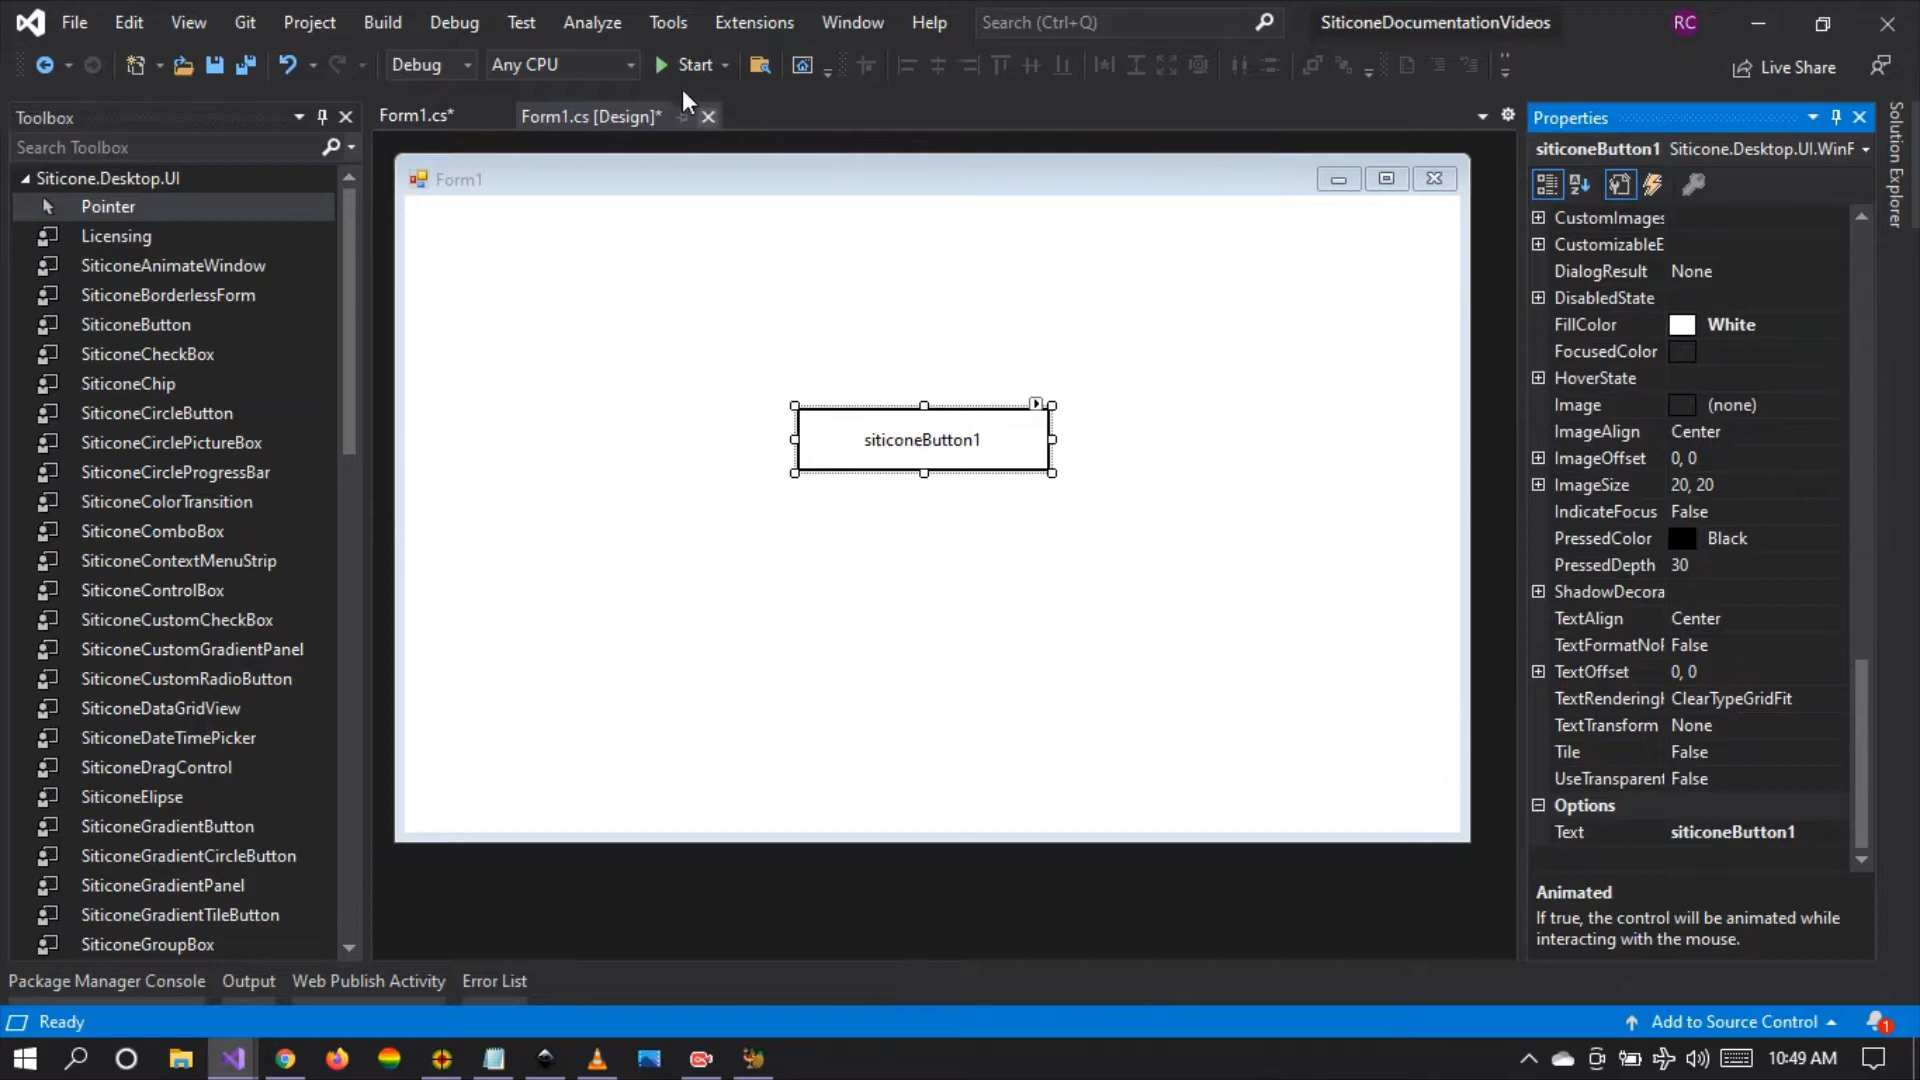 File Edit View Git Project Build Debug Test Analyze Tools Extensions Window Help Search (Ctrl+Q) SiticoneDocumentationVideos RC
Debug Any CPU Start Live Share
Toolbox
Search Toolbox
Siticone.Desktop.UI
Pointer
Licensing
SiticoneAnimateWindow
SiticoneBorderlessForm
SiticoneButton
SiticoneCheckBox
SiticoneChip
SiticoneCircleButton
SiticoneCirclePictureBox
SiticoneCircleProgressBar
SiticoneColorTransition
SiticoneComboBox
SiticoneContextMenuStrip
SiticoneControlBox
SiticoneCustomCheckBox
SiticoneCustomGradientPanel
SiticoneCustomRadioButton
SiticoneDataGridView
SiticoneDateTimePicker
SiticoneDragControl
SiticoneElipse
SiticoneGradientButton
SiticoneGradientCircleButton
SiticoneGradientPanel
SiticoneGradientTileButton
SiticoneGroupBox
Form1.cs* Form1.cs [Design]*
Form1
siticoneButton1
Properties
siticoneButton1 Siticone.Desktop.UI.WinF
CustomImages
CustomizableE
DialogResult None
DisabledState
FillColor White
FocusedColor
HoverState
Image (none)
ImageAlign Center
ImageOffset 0, 0
ImageSize 20, 20
IndicateFocus False
PressedColor Black
PressedDepth 30
ShadowDecora
TextAlign Center
TextFormatNoP False
TextOffset 0, 0
TextRenderingH ClearTypeGridFit
TextTransform None
Tile False
UseTransparent False
Options
Text siticoneButton1
Animated
If true, the control will be animated while
interacting with the mouse.
Solution Explorer
Package Manager Console Output Web Publish Activity Error List
Ready Add to Source Control 1
10:49 AM